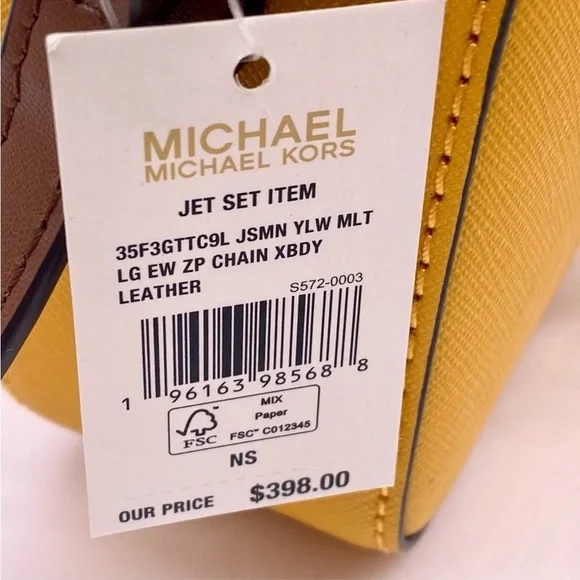 MICHAEL
MICHAEL KORS
JET SET ITEM
35F3GTTC9L JSMN YLW MLT
LG EW ZP CHAIN XBDY
LEATHER
S572-0003
1 96163 98568 8
FSC
MIX
Paper
FSC™ C012345
NS
OUR PRICE $398.00